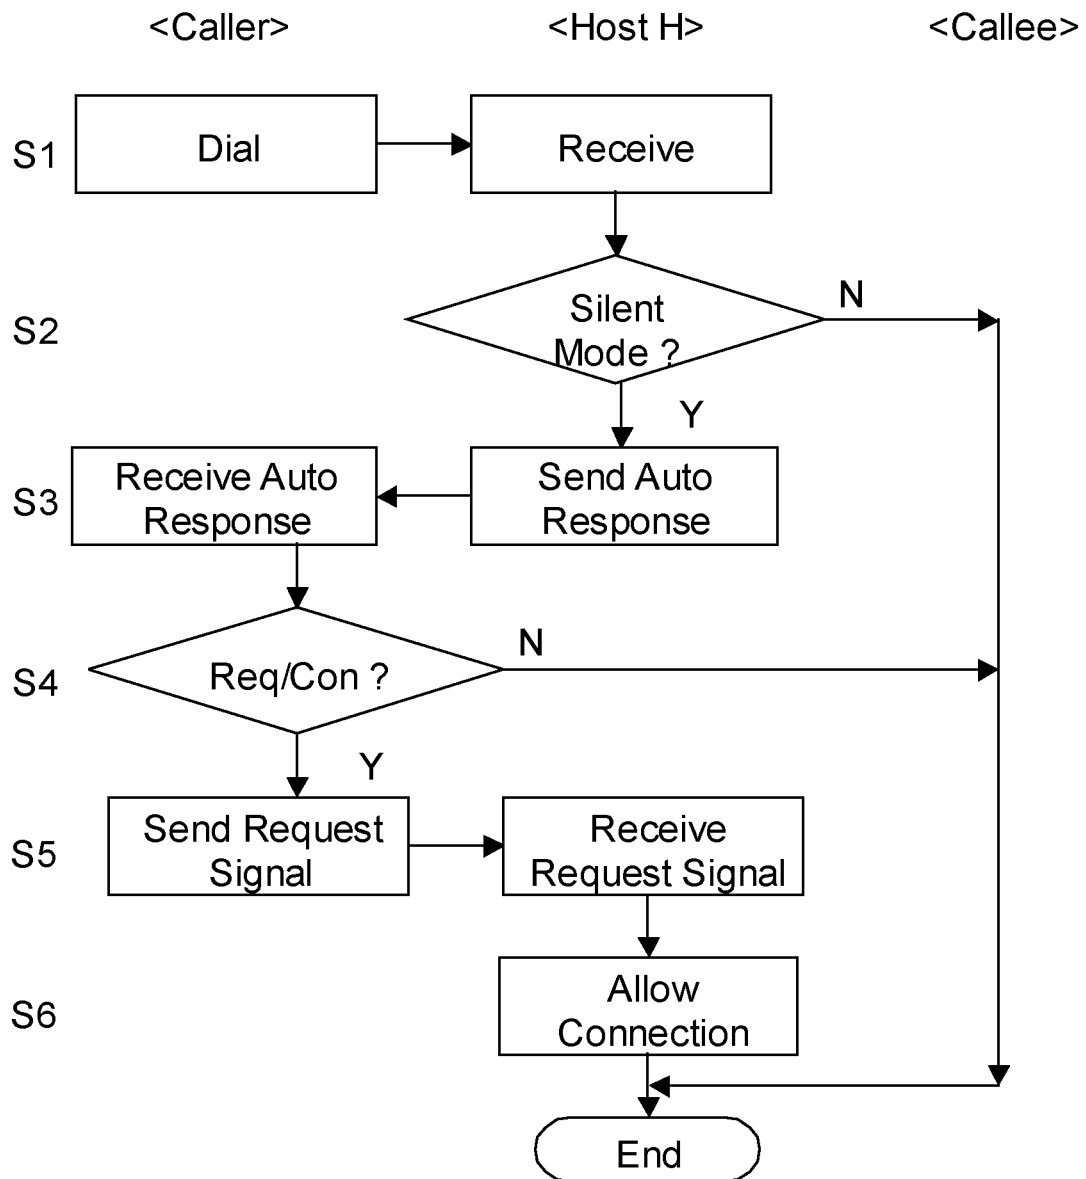 <Caller> <Host H> <Callee>
S1 Dial Receive
N
S2 Silent
Mode ?
Y
S3 Receive Auto
Response
Send Auto
Response
N
S4 Req/Con ?
Y
S5 Send Request
Signal
Receive
Request Signal
S6 Allow
Connection
End